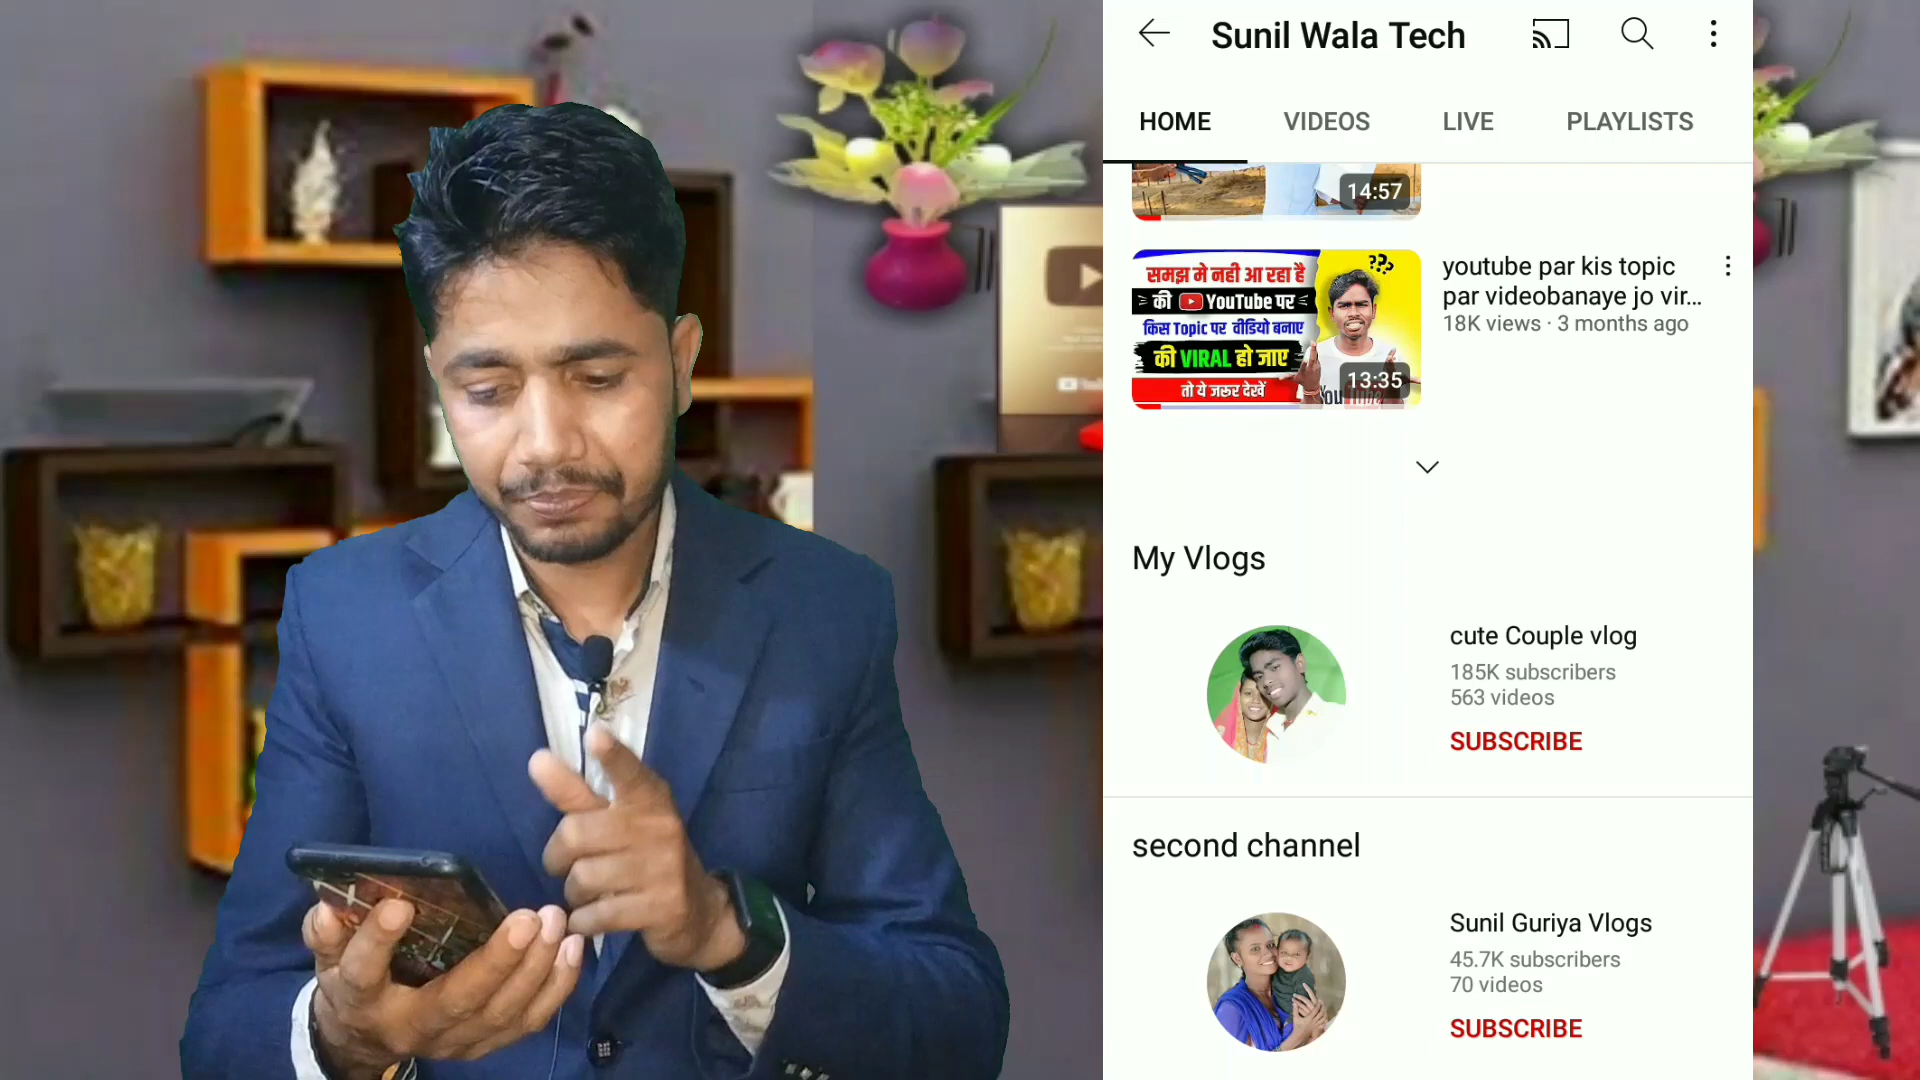 Sunil Wala Tech
HOME
VIDEOS
LIVE
PLAYLISTS
14:57
समझ मे नही आ रहा है
की YouTube पर
किस Topic पर वीडियो बनाए
की VIRAL हो जाए
तो ये जरूर देखें
???
You
13:35
youtube par kis topic
par videobanaye jo vir...
18K views · 3 months ago
My Vlogs
cute Couple vlog
185K subscribers
563 videos
SUBSCRIBE
second channel
Sunil Guriya Vlogs
45.7K subscribers
70 videos
SUBSCRIBE